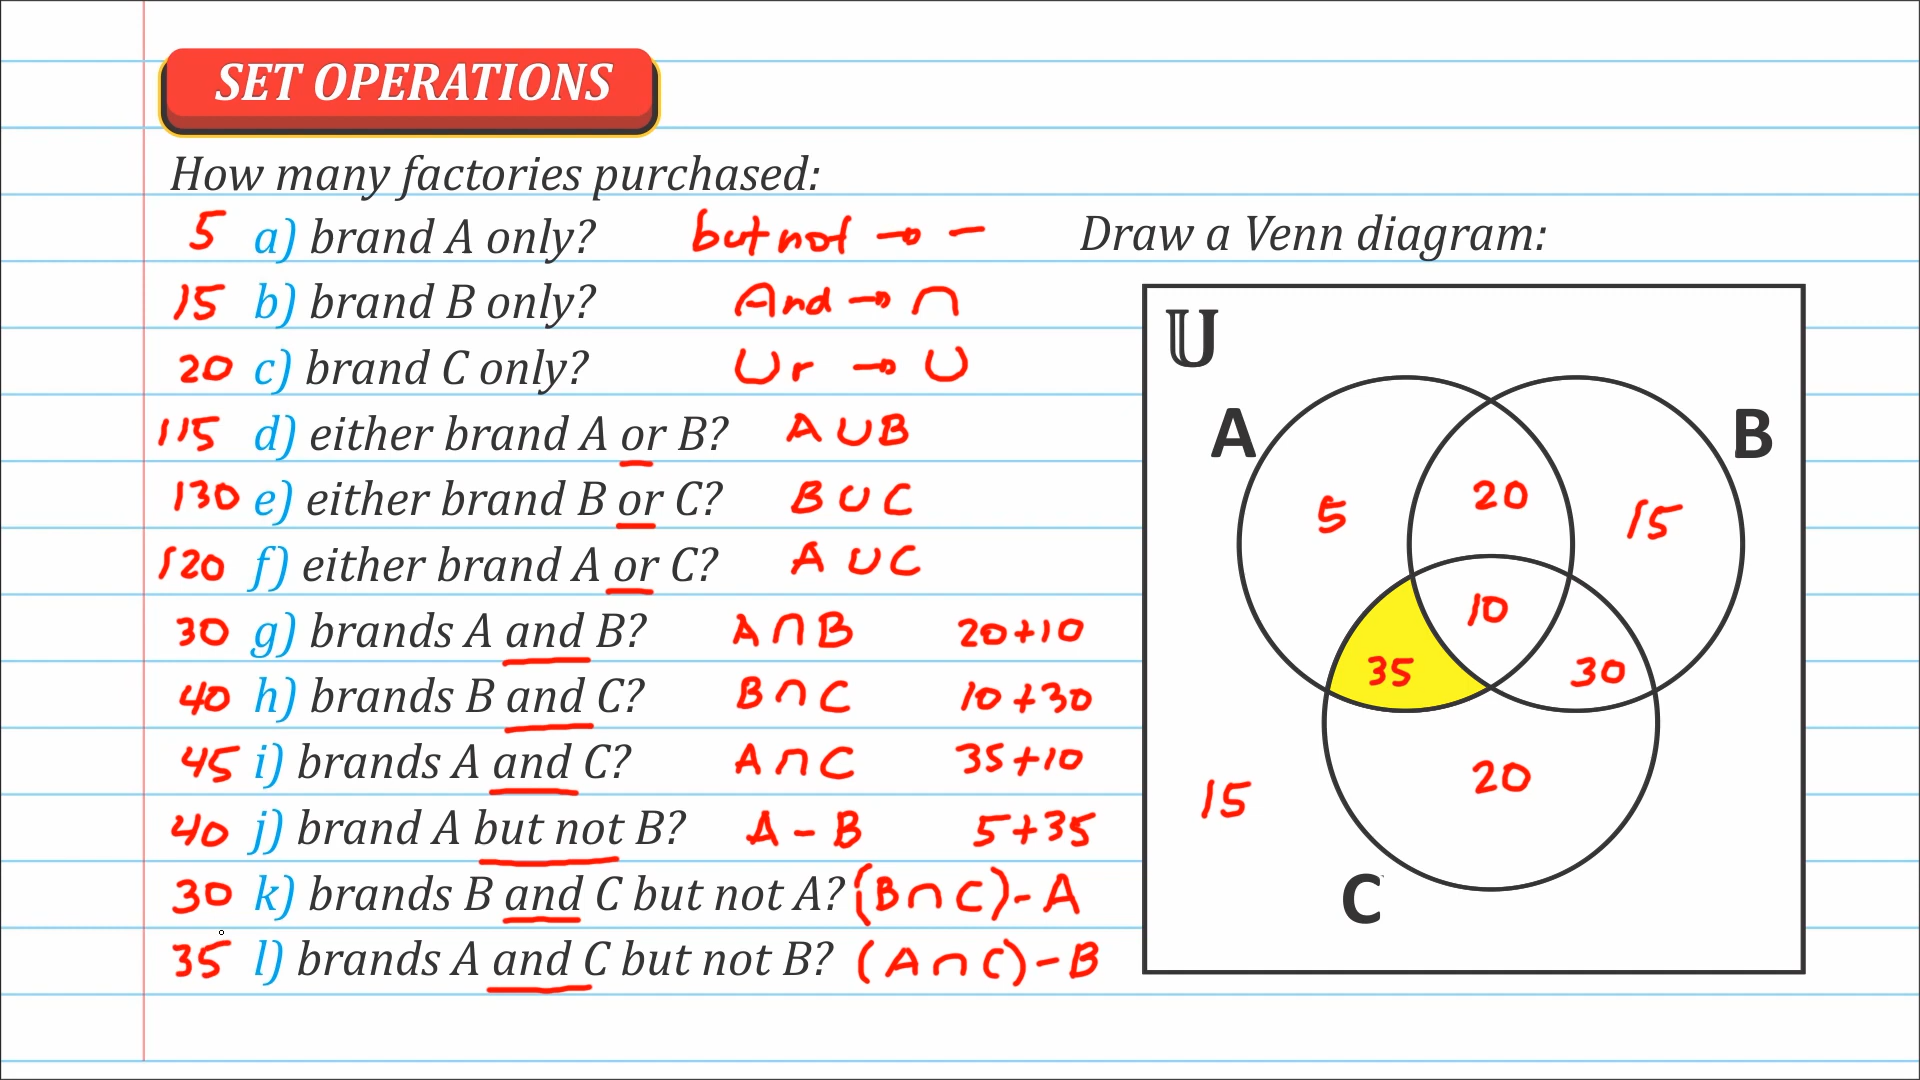 SET OPERATIONS
How many factories purchased:
5 a) brand A only? but not → −
Draw a Venn diagram:
15 b) brand B only? And → ∩
20 c) brand C only? Ur → ∪
115 d) either brand A or B? A ∪ B
130 e) either brand B or C? B ∪ C
120 f) either brand A or C? A ∪ C
30 g) brands A and B? A ∩ B 20+10
40 h) brands B and C? B ∩ C 10+30
45 i) brands A and C? A ∩ C 35+10
40 j) brand A but not B? A − B 5+35
30 k) brands B and C but not A? (B ∩ C) - A
35 l) brands A and C but not B? (A ∩ C) - B
𝕌
A B
5 20 15
10
35 30
15 20
C